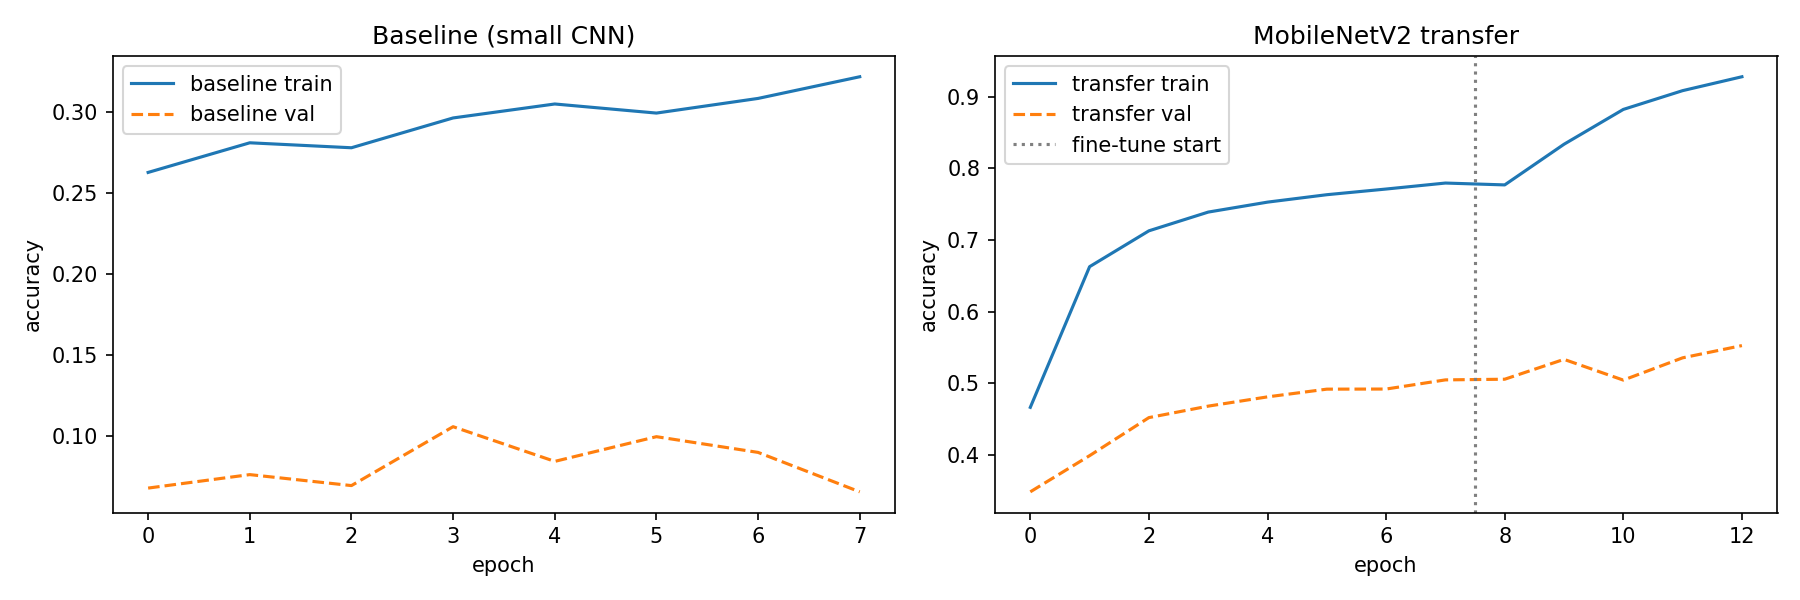 Baseline (small CNN)
baseline train
baseline val
0.30
0.25
0.20
0.15
0.10
accuracy
0 1 2 3 4 5 6 7
epoch
MobileNetV2 transfer
transfer train
transfer val
fine-tune start
0.9
0.8
0.7
0.6
0.5
0.4
accuracy
0 2 4 6 8 10 12
epoch